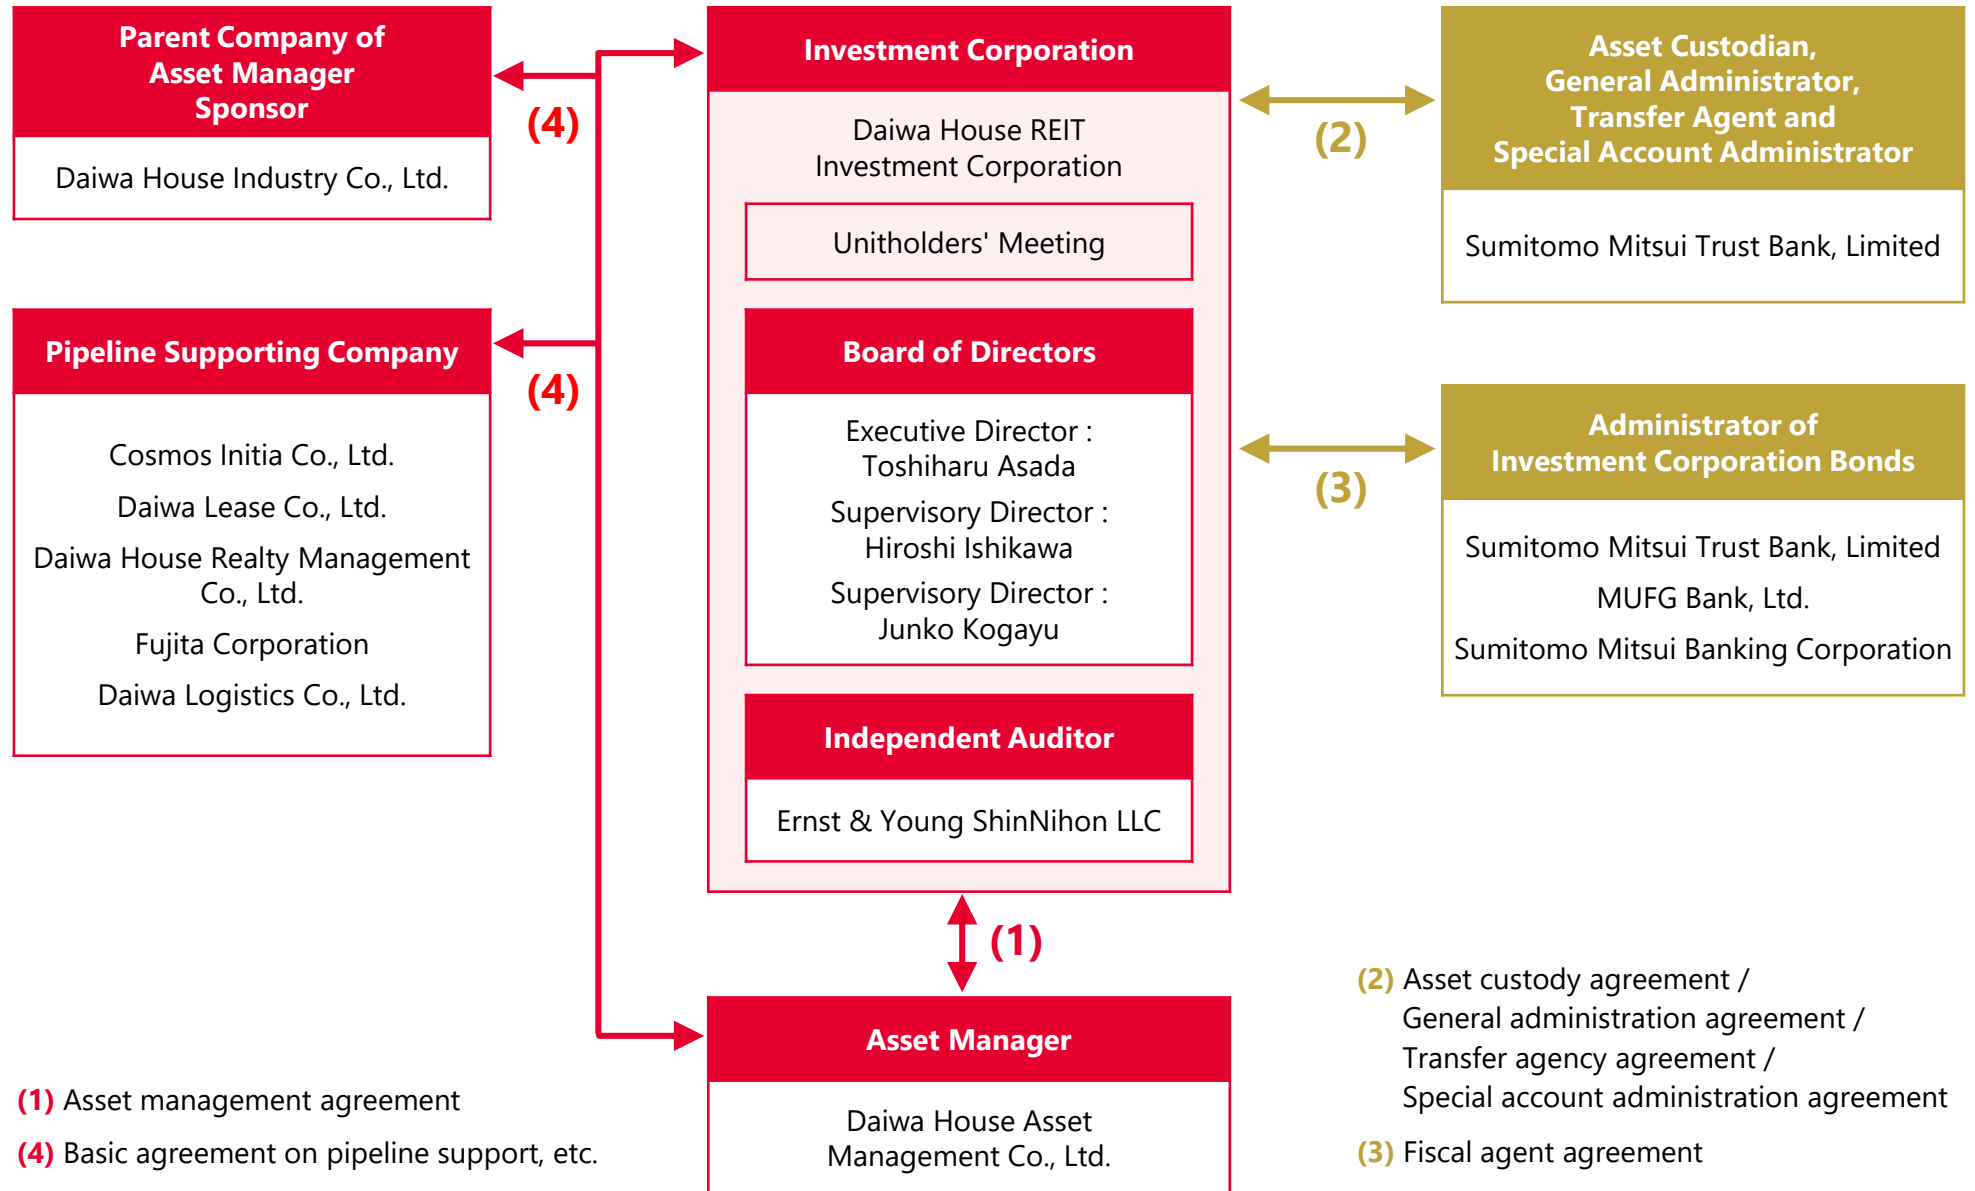 Parent Company of
Asset Manager
Sponsor
Daiwa House Industry Co., Ltd.
(4)
Pipeline Supporting Company
Cosmos Initia Co., Ltd.
Daiwa Lease Co., Ltd.
Daiwa House Realty Management
Co., Ltd.
Fujita Corporation
Daiwa Logistics Co., Ltd.
(4)
Investment Corporation
Daiwa House REIT
Investment Corporation
Unitholders' Meeting
Board of Directors
Executive Director :
Toshiharu Asada
Supervisory Director :
Hiroshi Ishikawa
Supervisory Director :
Junko Kogayu
Independent Auditor
Ernst & Young ShinNihon LLC
(1)
Asset Manager
Daiwa House Asset
Management Co., Ltd.
(2)
Asset Custodian,
General Administrator,
Transfer Agent and
Special Account Administrator
Sumitomo Mitsui Trust Bank, Limited
(3)
Administrator of
Investment Corporation Bonds
Sumitomo Mitsui Trust Bank, Limited
MUFG Bank, Ltd.
Sumitomo Mitsui Banking Corporation
(1) Asset management agreement
(4) Basic agreement on pipeline support, etc.
(2) Asset custody agreement /
General administration agreement /
Transfer agency agreement /
Special account administration agreement
(3) Fiscal agent agreement